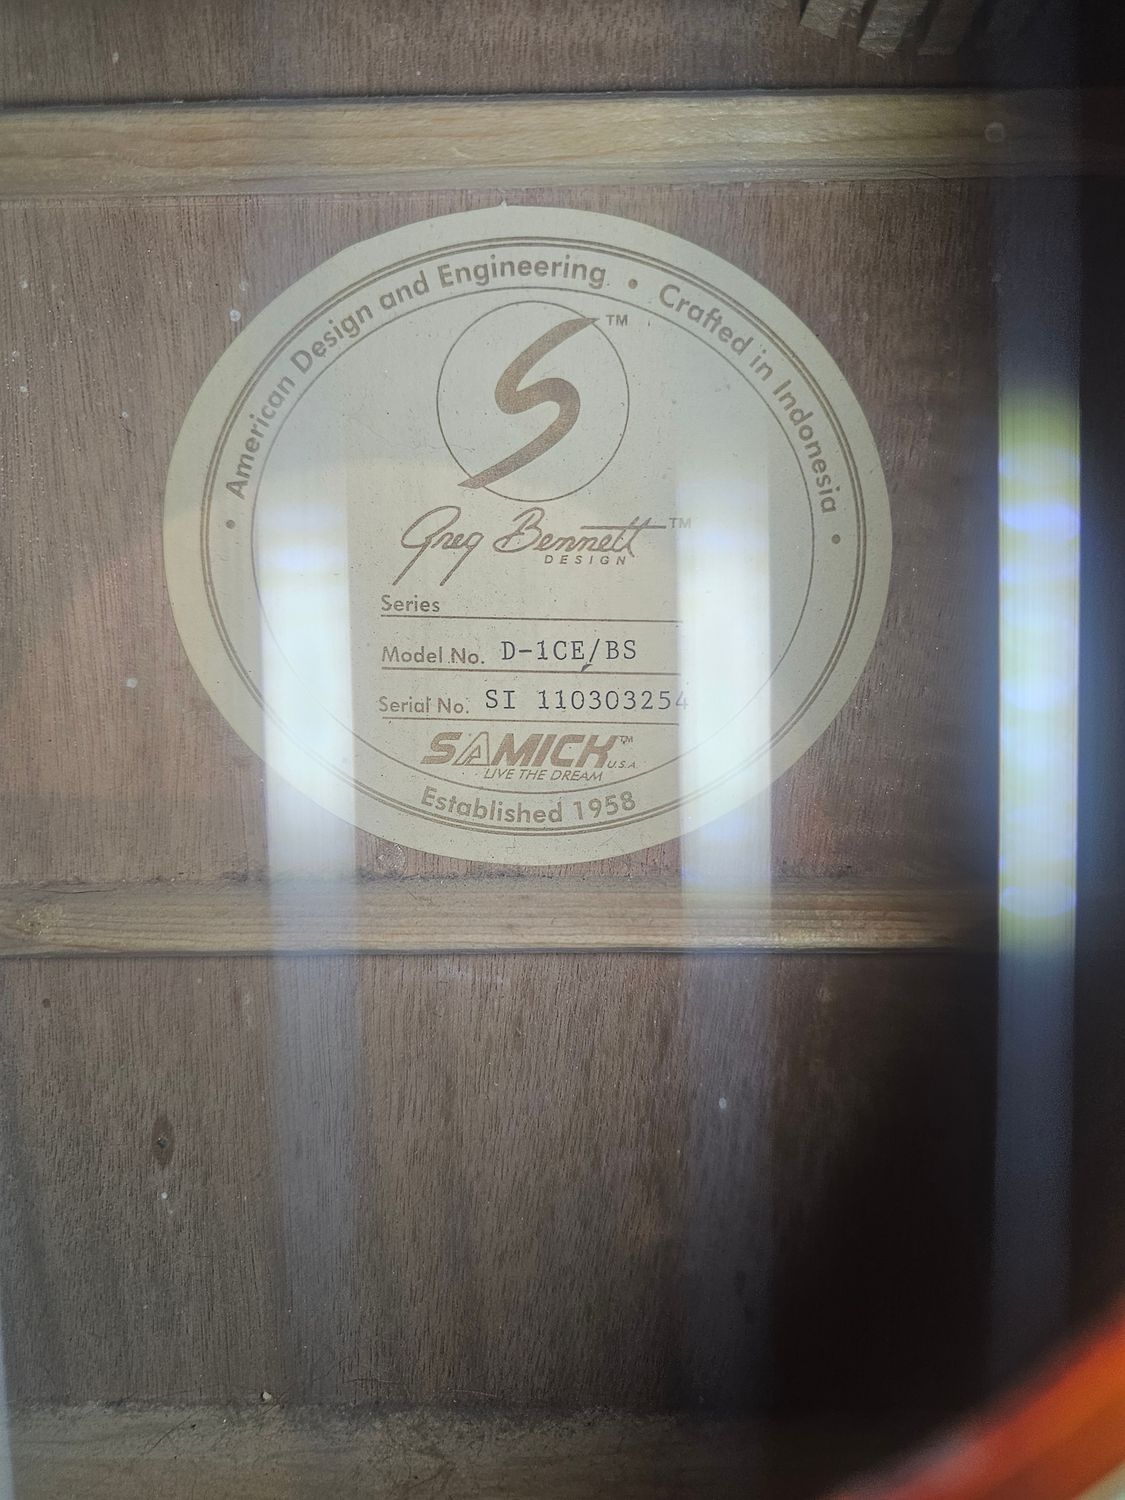 • American Design and Engineering • Crafted in Indonesia •
S™
Greg Bennett™
DESIGN
Series
Model No. D-1CE/BS
Serial No. SI 110303254
SAMICK™ U.S.A.
LIVE THE DREAM
Established 1958